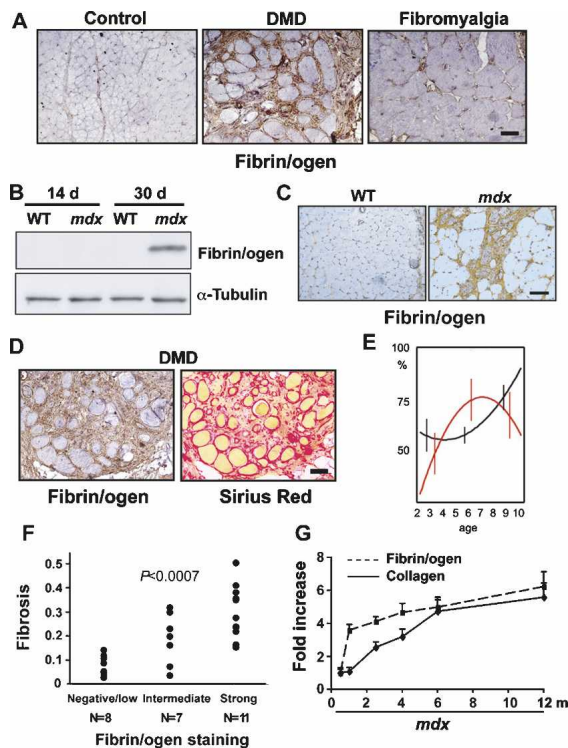 A
Control
DMD
Fibromyalgia
Fibrin/ogen
B
14 d
30 d
WT
mdx
WT
mdx
Fibrin/ogen
α-Tubulin
C
WT
mdx
Fibrin/ogen
D
DMD
Fibrin/ogen
Sirius Red
E
100
%
75
50
2 3 4 5 6 7 8 9 10
age
F
P<0.0007
Fibrosis
0.5
0.4
0.3
0.2
0.1
0
Negative/low
Intermediate
Strong
N=8
N=7
N=11
Fibrin/ogen staining
G
Fibrin/ogen
Collagen
Fold increase
8
6
4
2
0
0 2 4 6 8 10 12 m
mdx